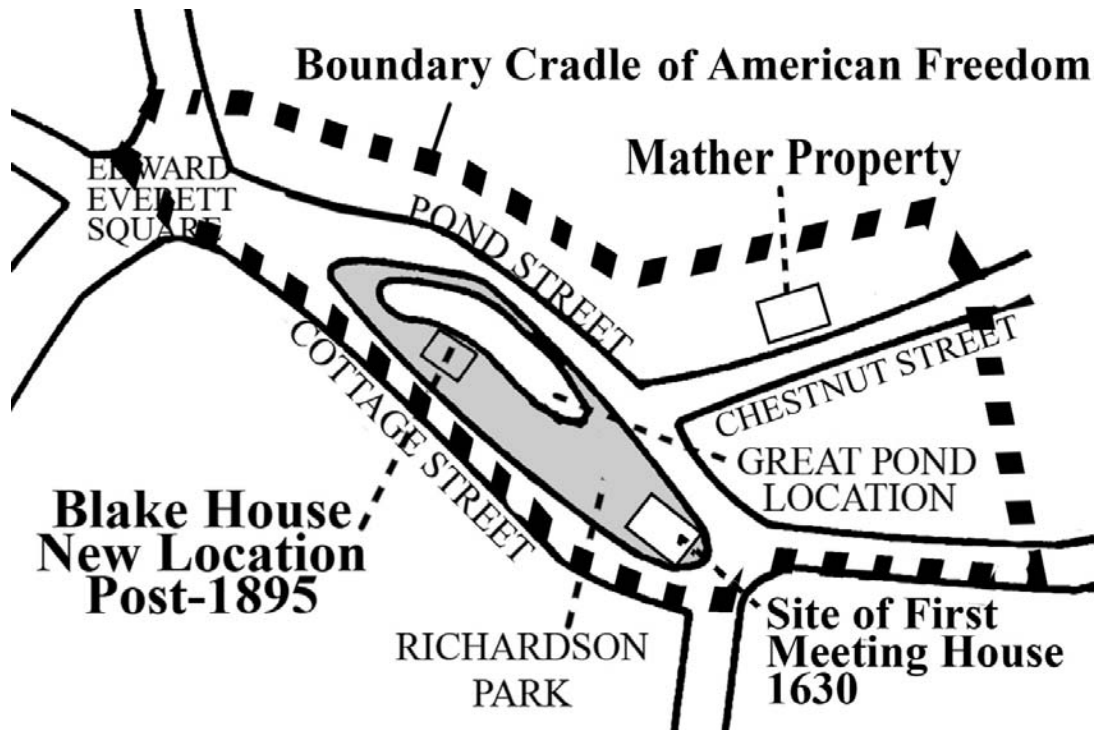 Boundary Cradle of American Freedom
Mather Property
EDWARD
EVERETT
SQUARE
POND STREET
COTTAGE STREET
CHESTNUT STREET
GREAT POND
LOCATION
Blake House
New Location
Post-1895
RICHARDSON
PARK
Site of First
Meeting House
1630